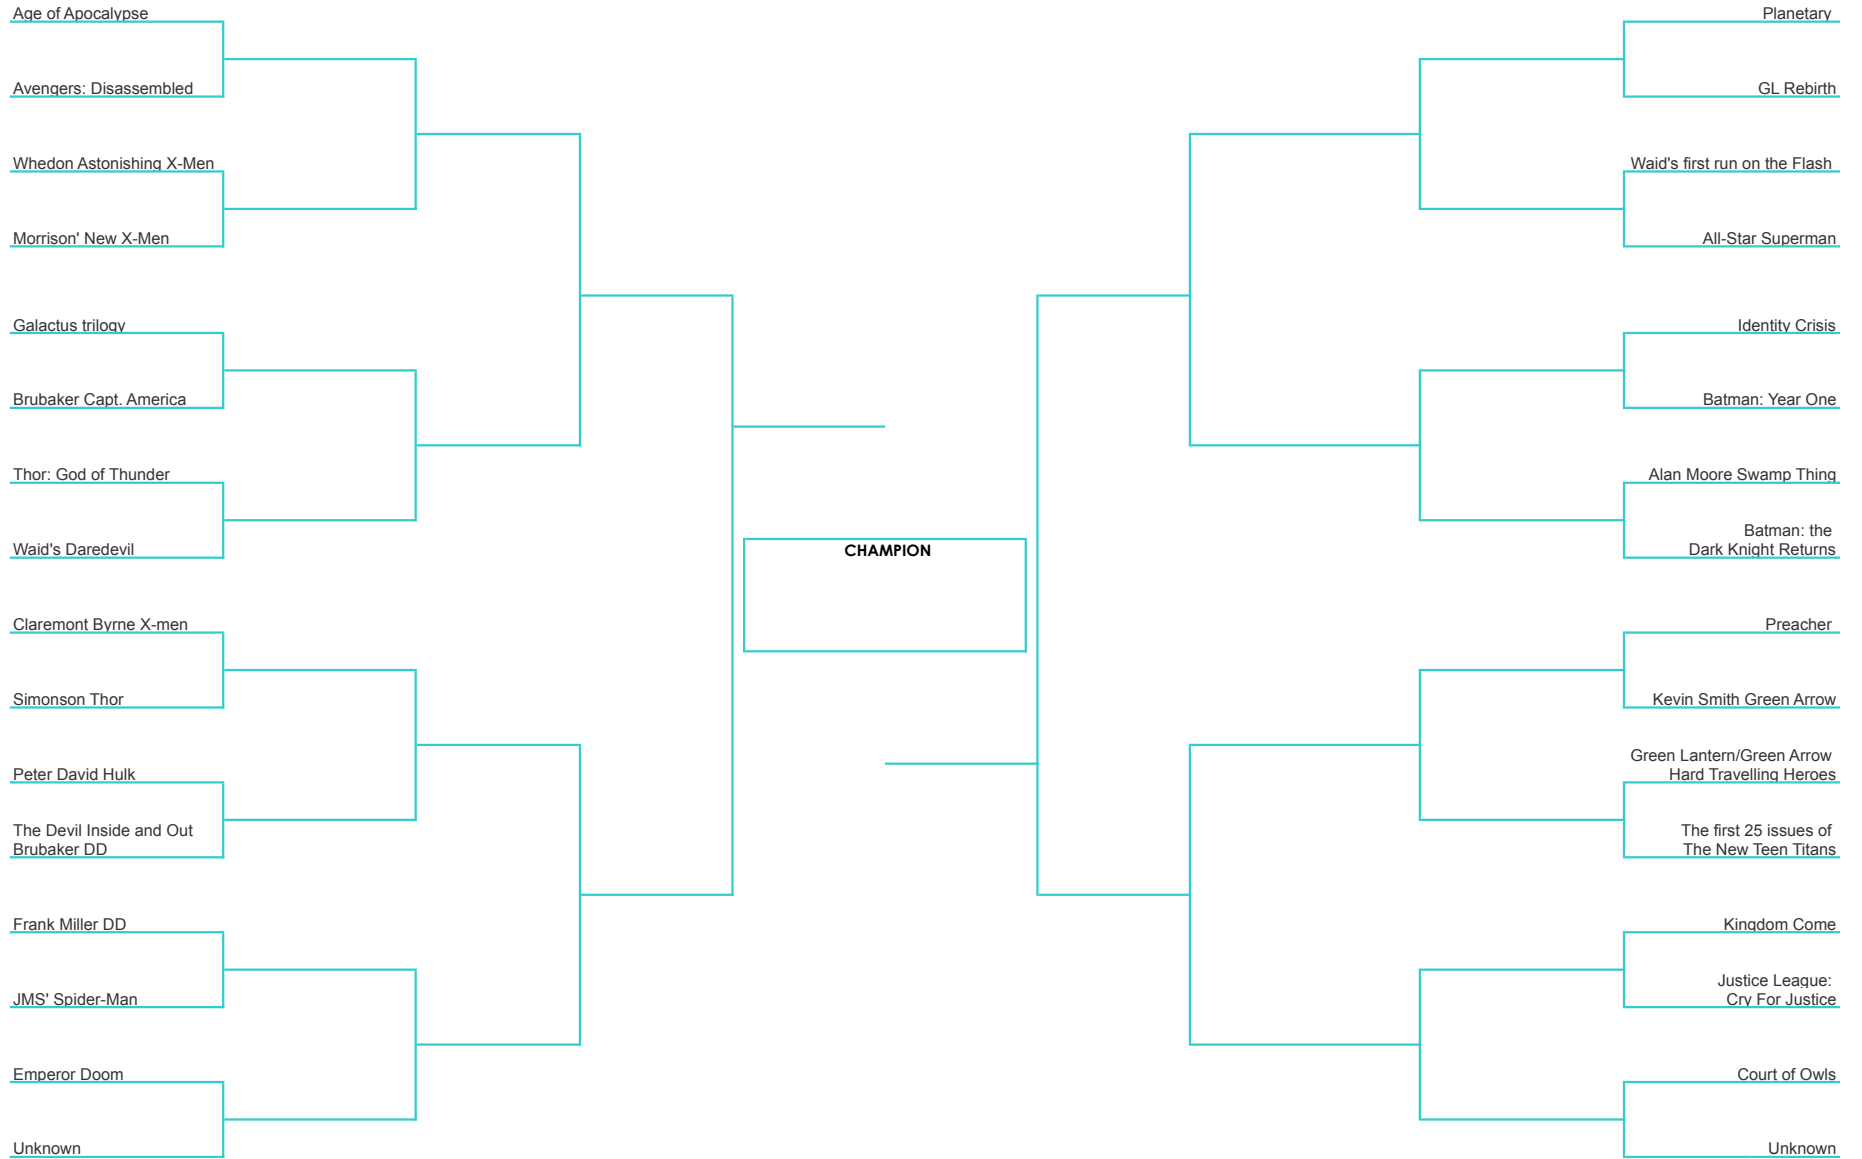 Age of Apocalypse
Avengers: Disassembled
Whedon Astonishing X-Men
Morrison' New X-Men
Galactus trilogy
Brubaker Capt. America
Thor: God of Thunder
Waid's Daredevil
Claremont Byrne X-men
Simonson Thor
Peter David Hulk
The Devil Inside and Out
Brubaker DD
Frank Miller DD
JMS' Spider-Man
Emperor Doom
Unknown
CHAMPION
Planetary
GL Rebirth
Waid's first run on the Flash
All-Star Superman
Identity Crisis
Batman: Year One
Alan Moore Swamp Thing
Batman: the
Dark Knight Returns
Preacher
Kevin Smith Green Arrow
Green Lantern/Green Arrow
Hard Travelling Heroes
The first 25 issues of
The New Teen Titans
Kingdom Come
Justice League:
Cry For Justice
Court of Owls
Unknown